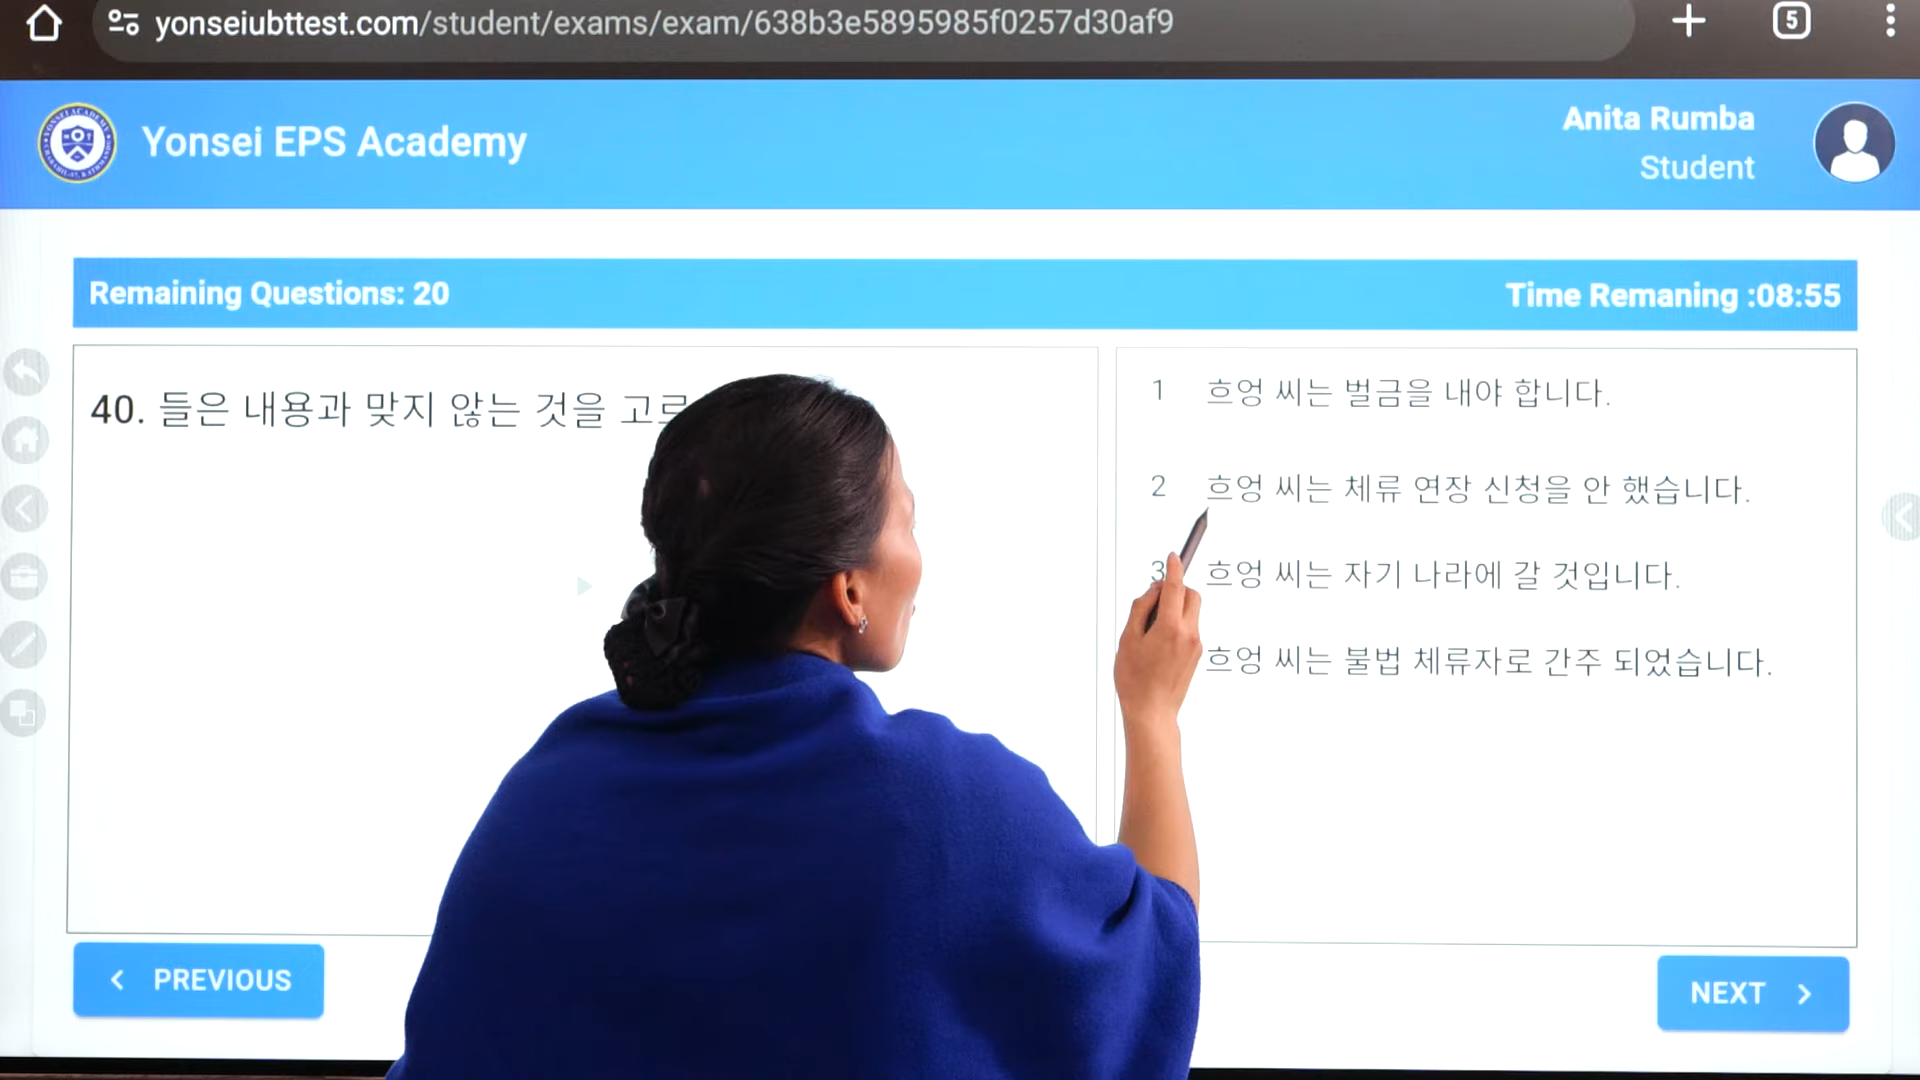 yonseiubttest.com/student/exams/exam/638b3e5895985f0257d30af9
5
Yonsei EPS Academy
Anita Rumba
Student
Remaining Questions: 20
Time Remaning :08:55
40. 들은 내용과 맞지 않는 것을
1 흐엉 씨는 벌금을 내야 합니다.
2 흐엉 씨는 체류 연장 신청을 안 했습니다.
3 흐엉 씨는 자기 나라에 갈 것입니다.
흐엉 씨는 불법 체류자로 간주 되었습니다.
PREVIOUS
NEXT